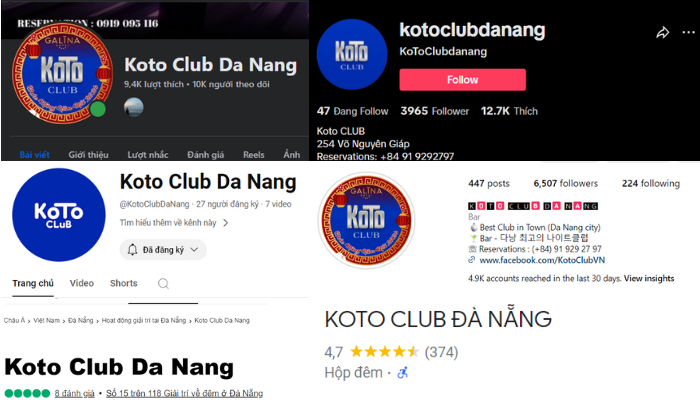 RESERVATION : 0919 095 116
GALINA
KOTO
CLUB
Koto Club Da Nang
9,4K lượt thích • 10K người theo dõi
Bài viết Giới thiệu Lượt nhắc Đánh giá Reels Ảnh
KOTO
CLUB
kotoclubdanang
KoToClubdanang
Follow
47 Đang Follow 3965 Follower 12.7K Thích
Koto CLUB
254 Võ Nguyên Giáp
Reservations: +84 91 9292797
KOTO
CLUB
Koto Club Da Nang
@KotoClubDaNang · 27 người đăng ký · 7 video
Tìm hiểu thêm về kênh này >
Đã đăng ký
Trang chủ Video Shorts
GALINA
KOTO
CLUB
447 posts 6,507 followers 224 following
KOTO CLUB DA NANG
Bar
Best Club in Town (Da Nang city)
Bar - 다낭 최고의 나이트클럽
Reservations : (+84) 91 929 27 97
www.facebook.com/KotoClubVN
4.9K accounts reached in the last 30 days. View insights
Châu Á > Việt Nam > Đà Nẵng > Hoạt động giải trí tại Đà Nẵng > Koto Club Da Nang
Koto Club Da Nang
8 đánh giá • Số 15 trên 118 Giải trí về đêm ở Đà Nẵng
KOTO CLUB ĐÀ NẴNG
4,7 (374)
Hộp đêm ·